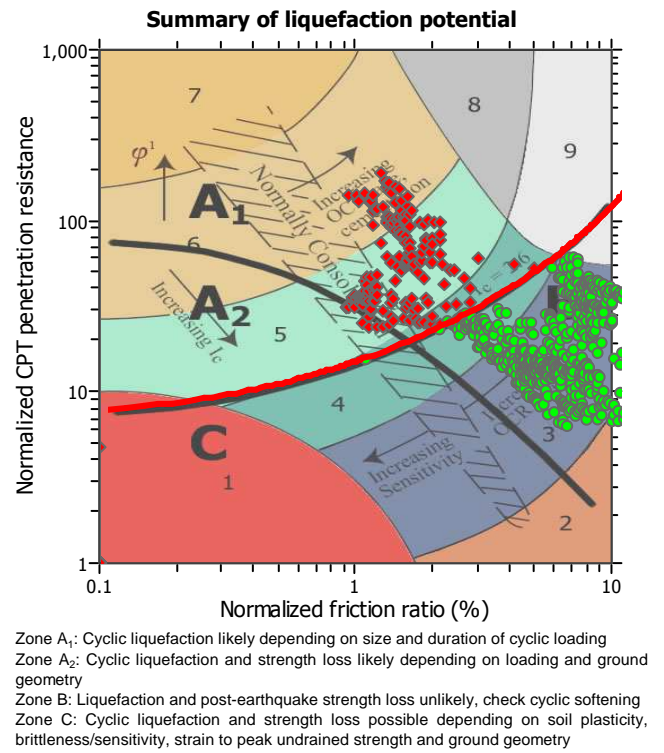 Summary of liquefaction potential
1,000
100
10
1
Normalized CPT penetration resistance
7
8
9
φ¹
Increasing
Normally
A₁
6
A₂
Increasing Ic
5
4
Increasing
3
C
1
Increasing
Sensitivity
2
0.1
1
10
Normalized friction ratio (%)
Zone A₁: Cyclic liquefaction likely depending on size and duration of cyclic loading
Zone A₂: Cyclic liquefaction and strength loss likely depending on loading and ground
geometry
Zone B: Liquefaction and post-earthquake strength loss unlikely, check cyclic softening
Zone C: Cyclic liquefaction and strength loss possible depending on soil plasticity,
brittleness/sensitivity, strain to peak undrained strength and ground geometry